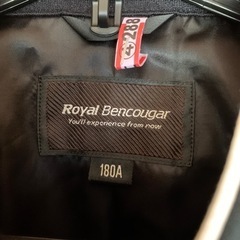 288
Royal Bencougar
You'll experience from now
180A